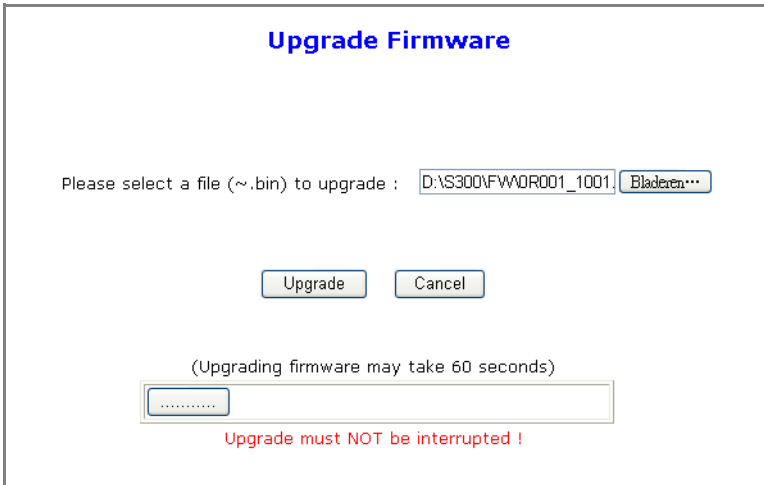 Upgrade Firmware
Please select a file (~.bin) to upgrade : D:\S300\FW\0R001_1001. Bladeren...
Upgrade Cancel
(Upgrading firmware may take 60 seconds)
...........
Upgrade must NOT be interrupted !